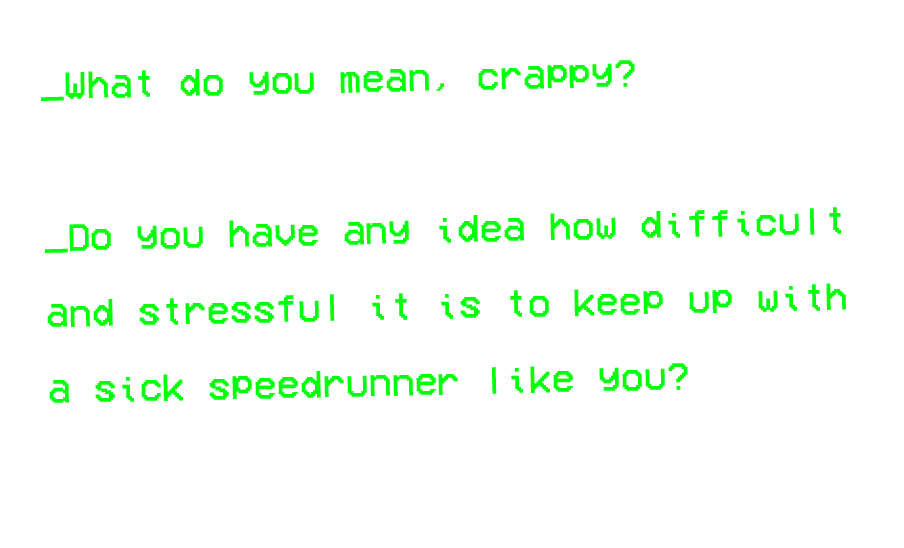 _What do you mean, crappy?
_Do you have any idea how difficult
and stressful it is to keep up with
a sick speedrunner like you?